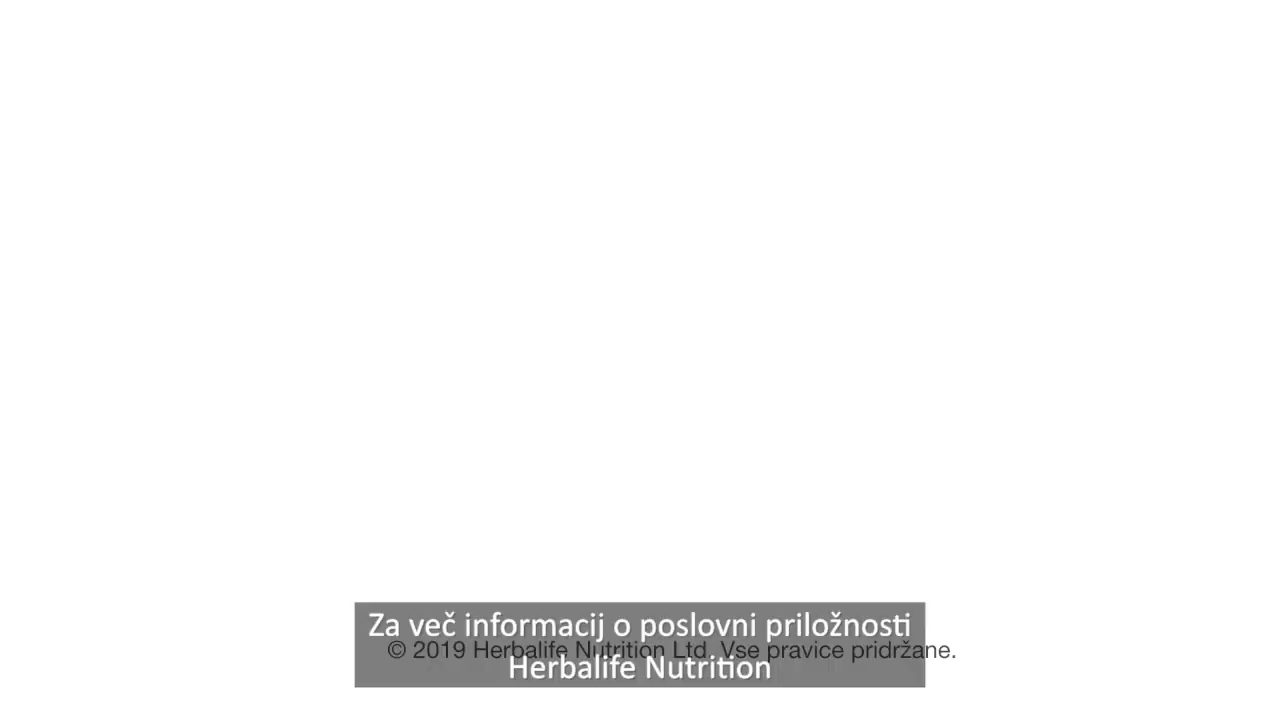 Za več informacij o poslovni priložnosti
© 2019 Herbalife Nutrition Ltd. Vse pravice pridržane.
Herbalife Nutrition